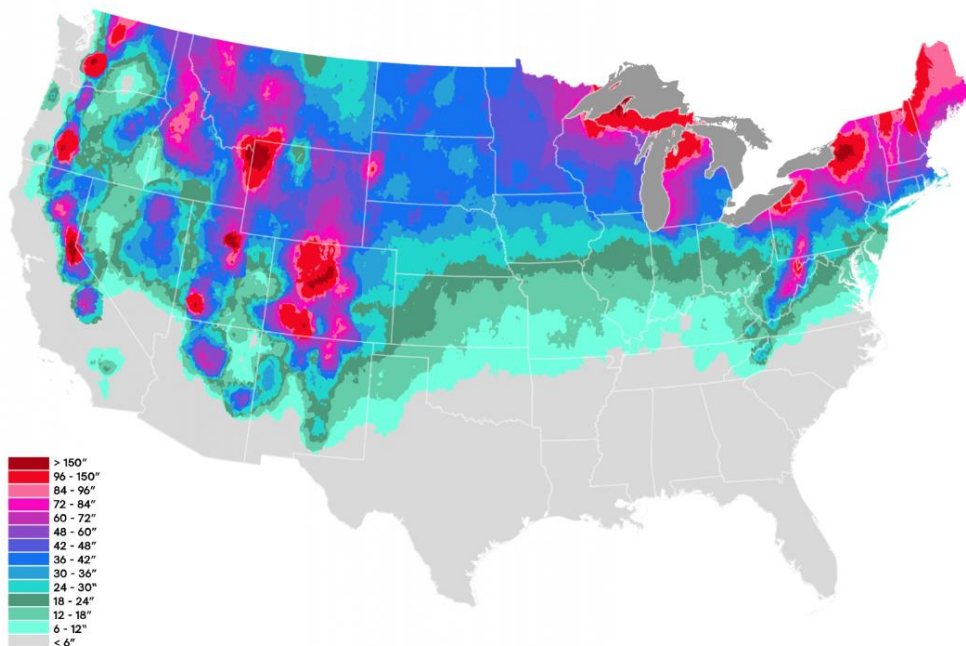 > 150"
96 - 150"
84 - 96"
72 - 84"
60 - 72"
48 - 60"
42 - 48"
36 - 42"
30 - 36"
24 - 30"
18 - 24"
12 - 18"
6 - 12"
< 6"